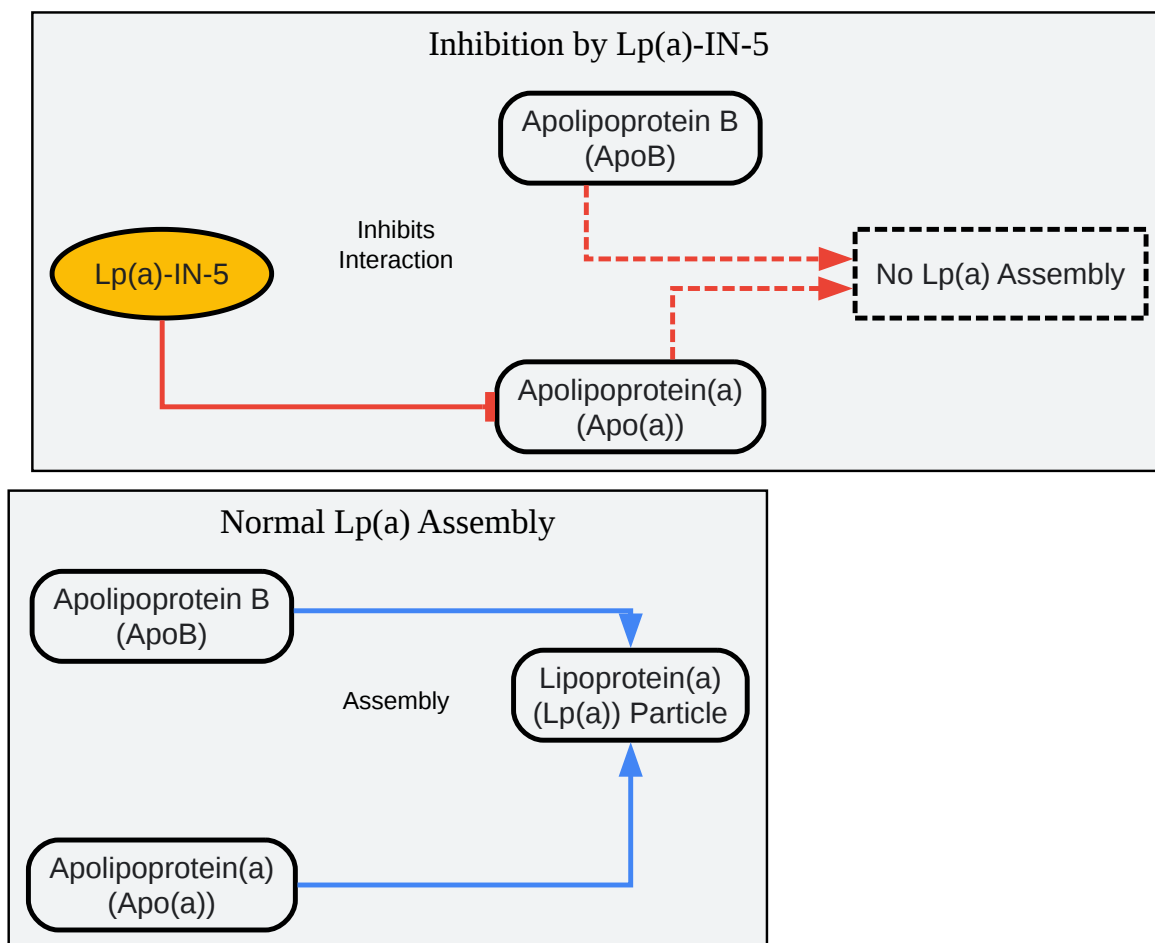 Inhibition by Lp(a)-IN-5
Apolipoprotein B
(ApoB)
Inhibits
Interaction
Lp(a)-IN-5
No Lp(a) Assembly
Apolipoprotein(a)
(Apo(a))
Normal Lp(a) Assembly
Apolipoprotein B
(ApoB)
Lipoprotein(a)
(Lp(a)) Particle
Assembly
Apolipoprotein(a)
(Apo(a))